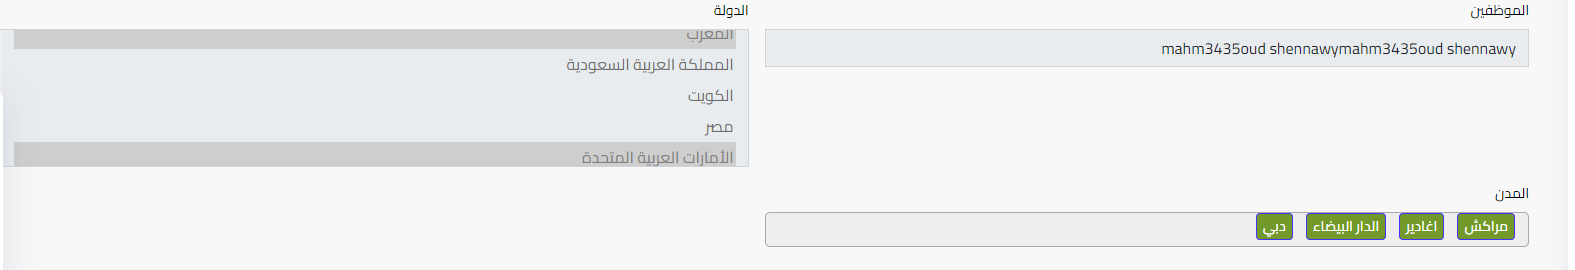 الموظفين
mahm3435oud shennawymahm3435oud shennawy
الدولة
المغرب
المملكة العربية السعودية
الكويت
مصر
الأمارات العربية المتحدة
المدن
مراكش اغادير الدار البيضاء دبي